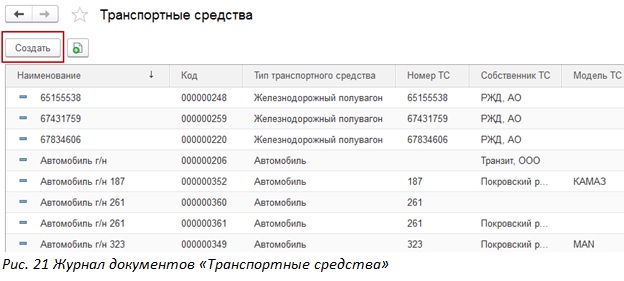 Транспортные средства
Создать
Наименование ↓ Код Тип транспортного средства Номер ТС Собственник ТС Модель ТС
65155538 000000248 Железнодорожный полувагон 65155538 РЖД, АО
67431759 000000259 Железнодорожный полувагон 67431759 РЖД, АО
67834606 000000220 Железнодорожный полувагон 67834606 РЖД, АО
Автомобиль г/н 000000206 Автомобиль Транзит, ООО
Автомобиль г/н 187 000000352 Автомобиль 187 Покровский р... КАМАЗ
Автомобиль г/н 261 000000360 Автомобиль 261
Автомобиль г/н 261 000000361 Автомобиль 261 Покровский р...
Автомобиль г/н 323 000000349 Автомобиль 323 Покровский р... MAN
Рис. 21 Журнал документов «Транспортные средства»